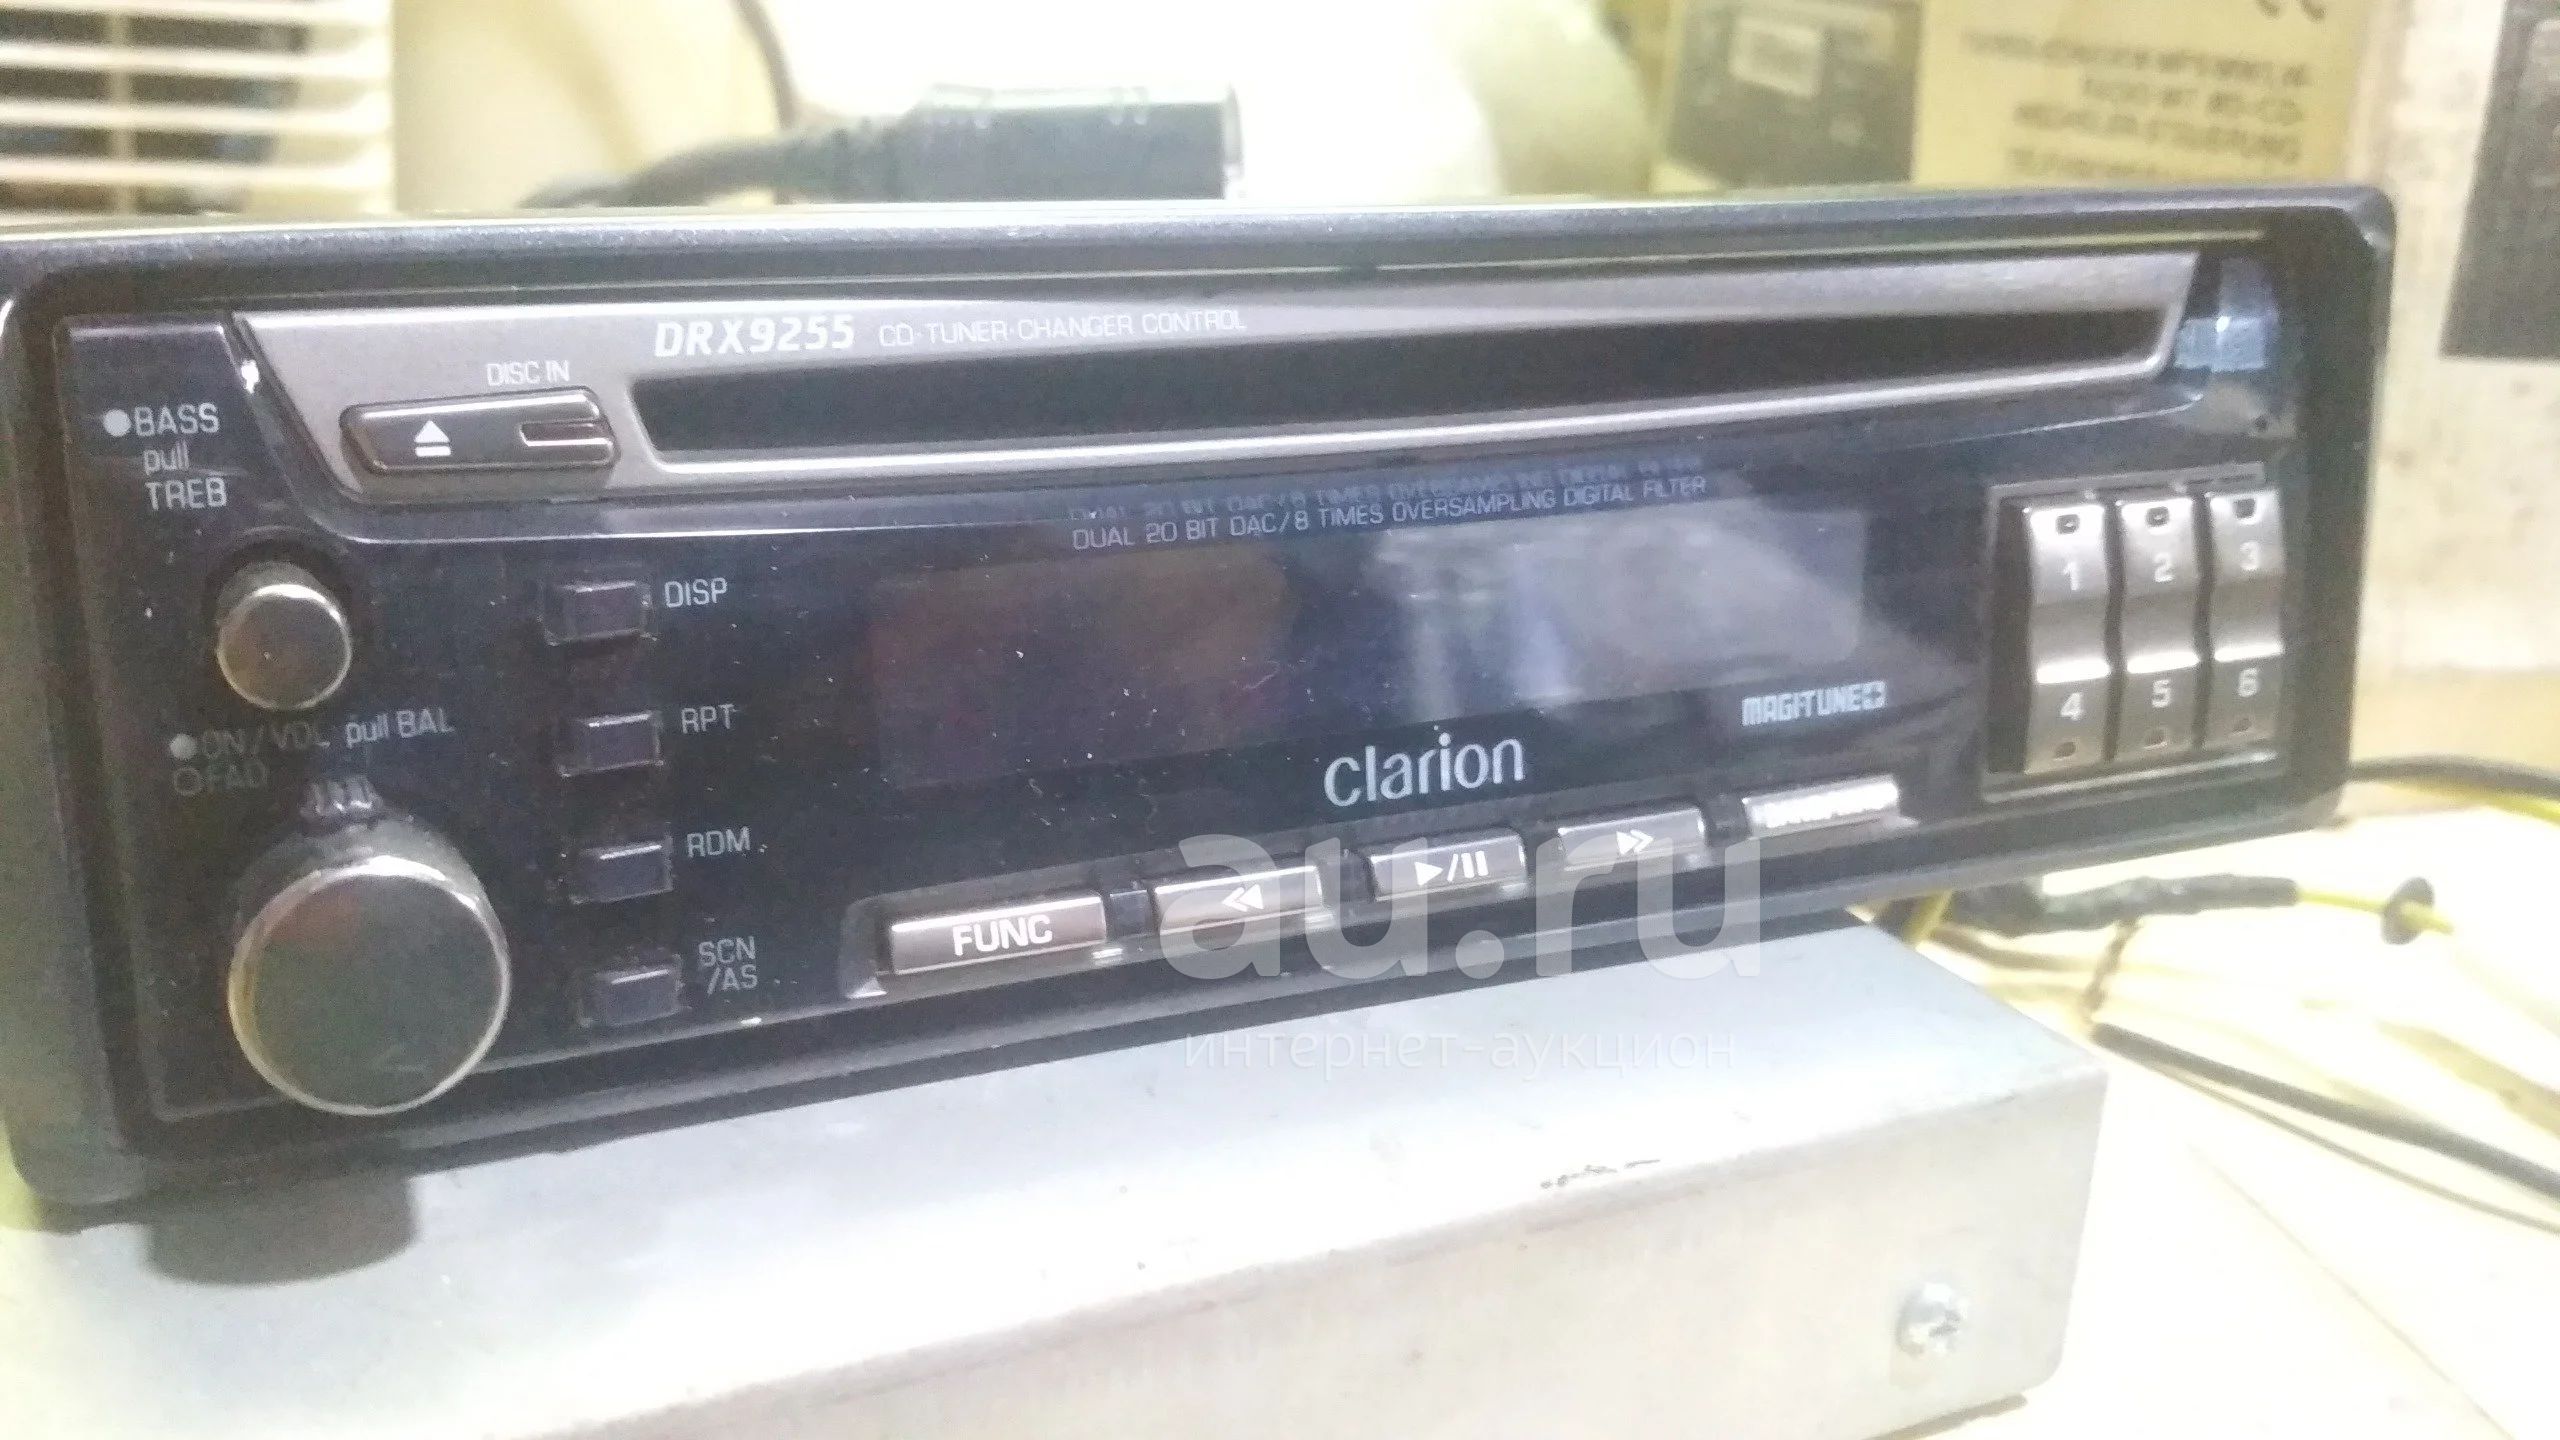 DRX9255 CD·TUNER·CHANGER CONTROL
DISC IN
BASS
pull
TREB
DUAL 20 BIT DAC/8 TIMES OVERSAMPLING DIGITAL FILTER
1 2 3
DISP
4 5 6
RPT
MAGITUNE
ON/VOL pull BAL
FAD
clarion
RDM
SCN
/AS
FUNC
au.ru
интернет-аукцион